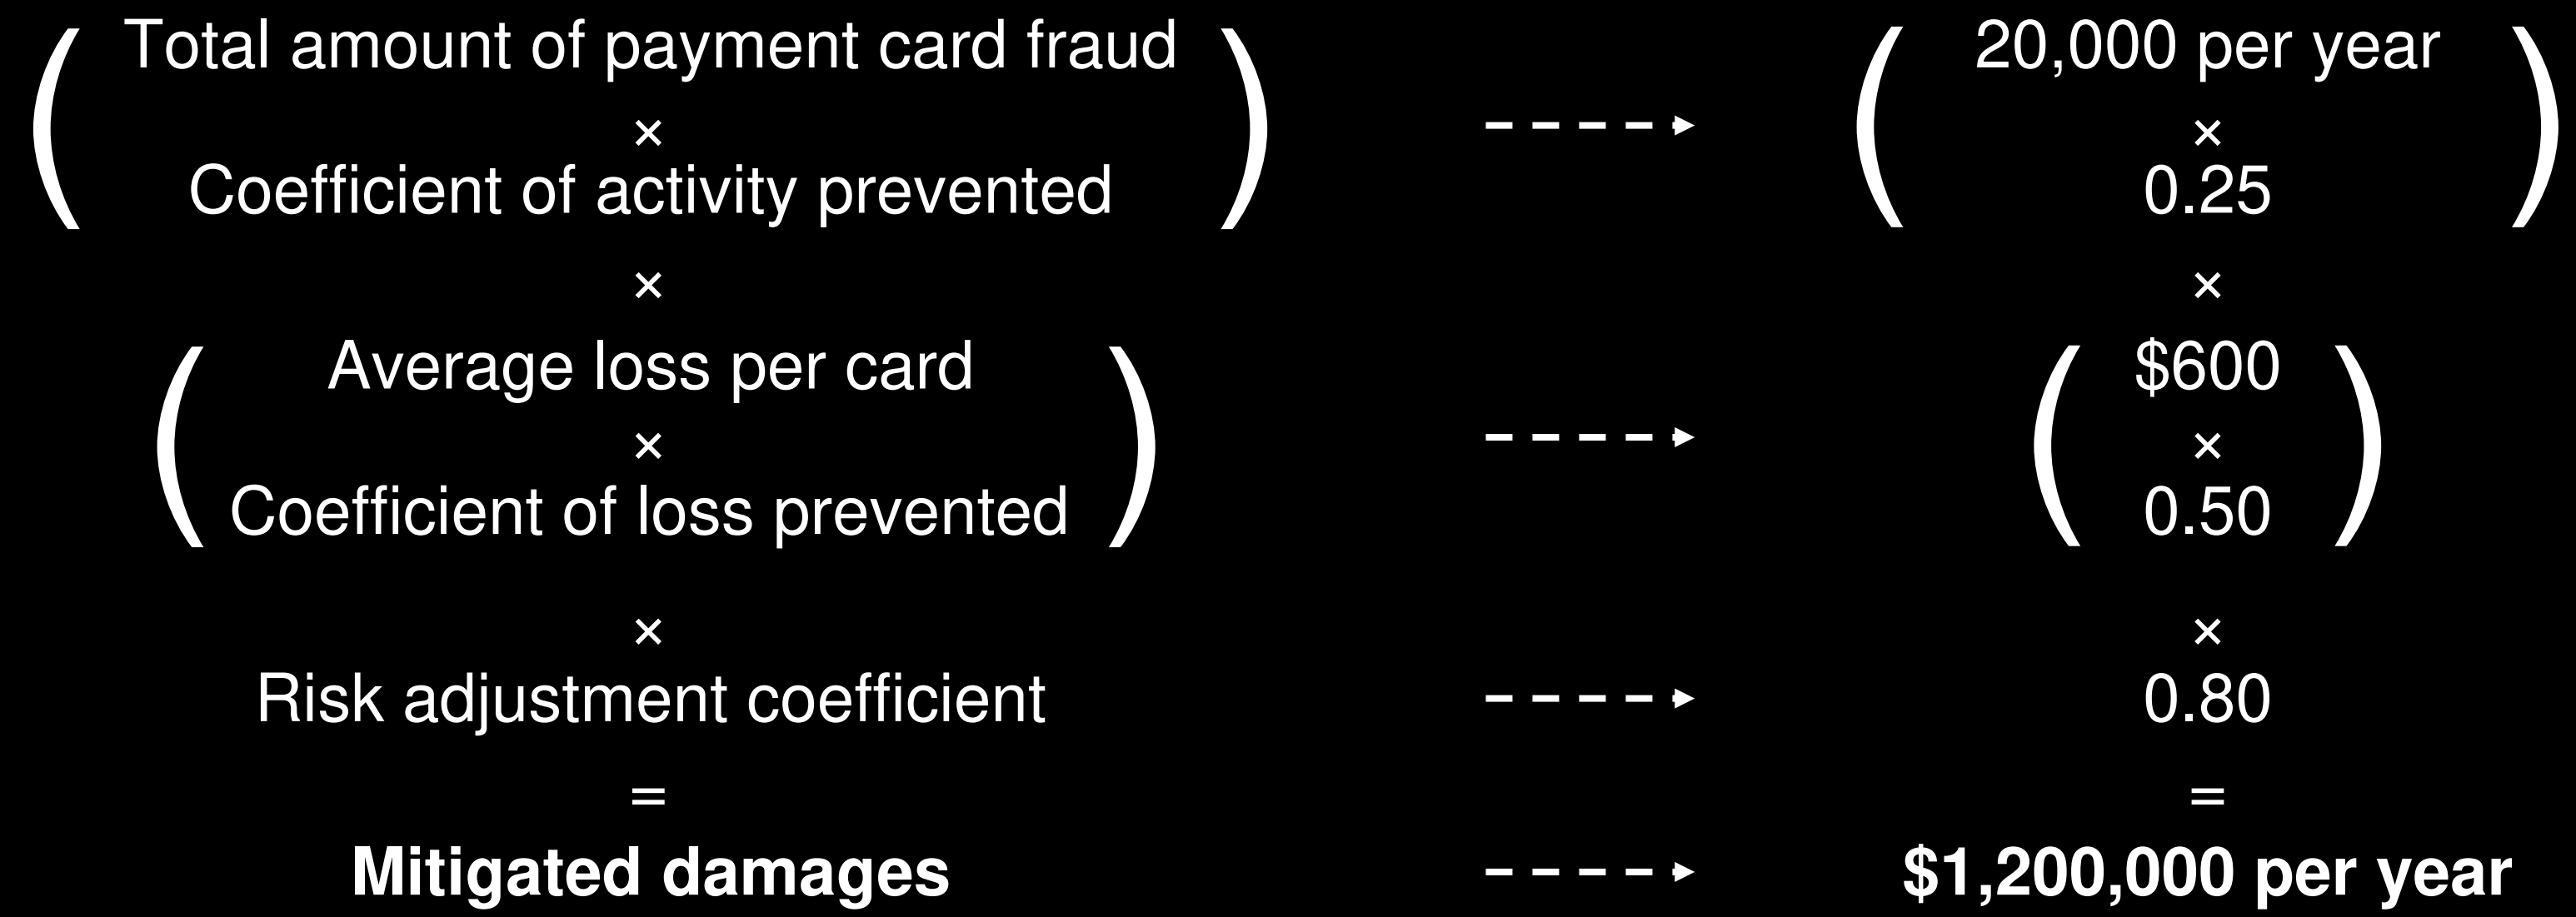 ( Total amount of payment card fraud
×
Coefficient of activity prevented )
×
( Average loss per card
×
Coefficient of loss prevented )
×
Risk adjustment coefficient
=
Mitigated damages
( 20,000 per year
×
0.25 )
×
( $600
×
0.50 )
×
0.80
=
$1,200,000 per year